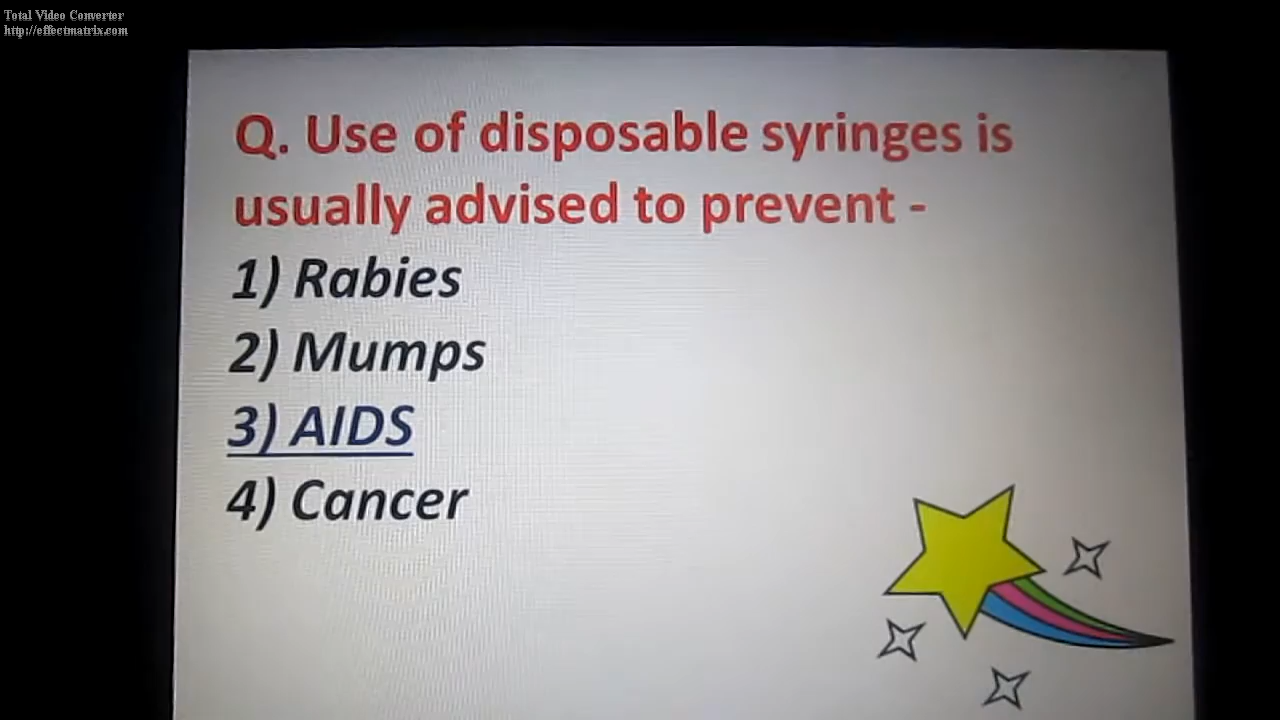 Total Video Converter
http://effectmatrix.com
Q. Use of disposable syringes is
usually advised to prevent -
1) Rabies
2) Mumps
3) AIDS
4) Cancer